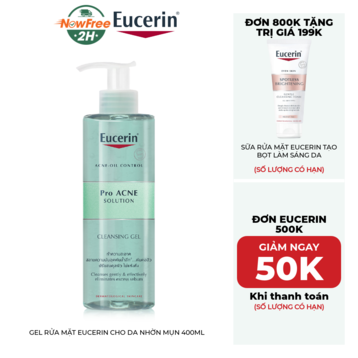 NowFree
2H
Eucerin
ĐƠN 800K TẶNG
TRỊ GIÁ 199K
Eucerin
SỮA RỬA MẶT EUCERIN TẠO
BỌT LÀM SÁNG DA
(SỐ LƯỢNG CÓ HẠN)
Eucerin
ACNE-OIL CONTROL
Pro ACNE
SOLUTION
CLEANSING GEL
ĐƠN EUCERIN
500K
GIẢM NGAY
50K
Khi thanh toán
(SỐ LƯỢNG CÓ HẠN)
GEL RỬA MẶT EUCERIN CHO DA NHỜN MỤN 400ML